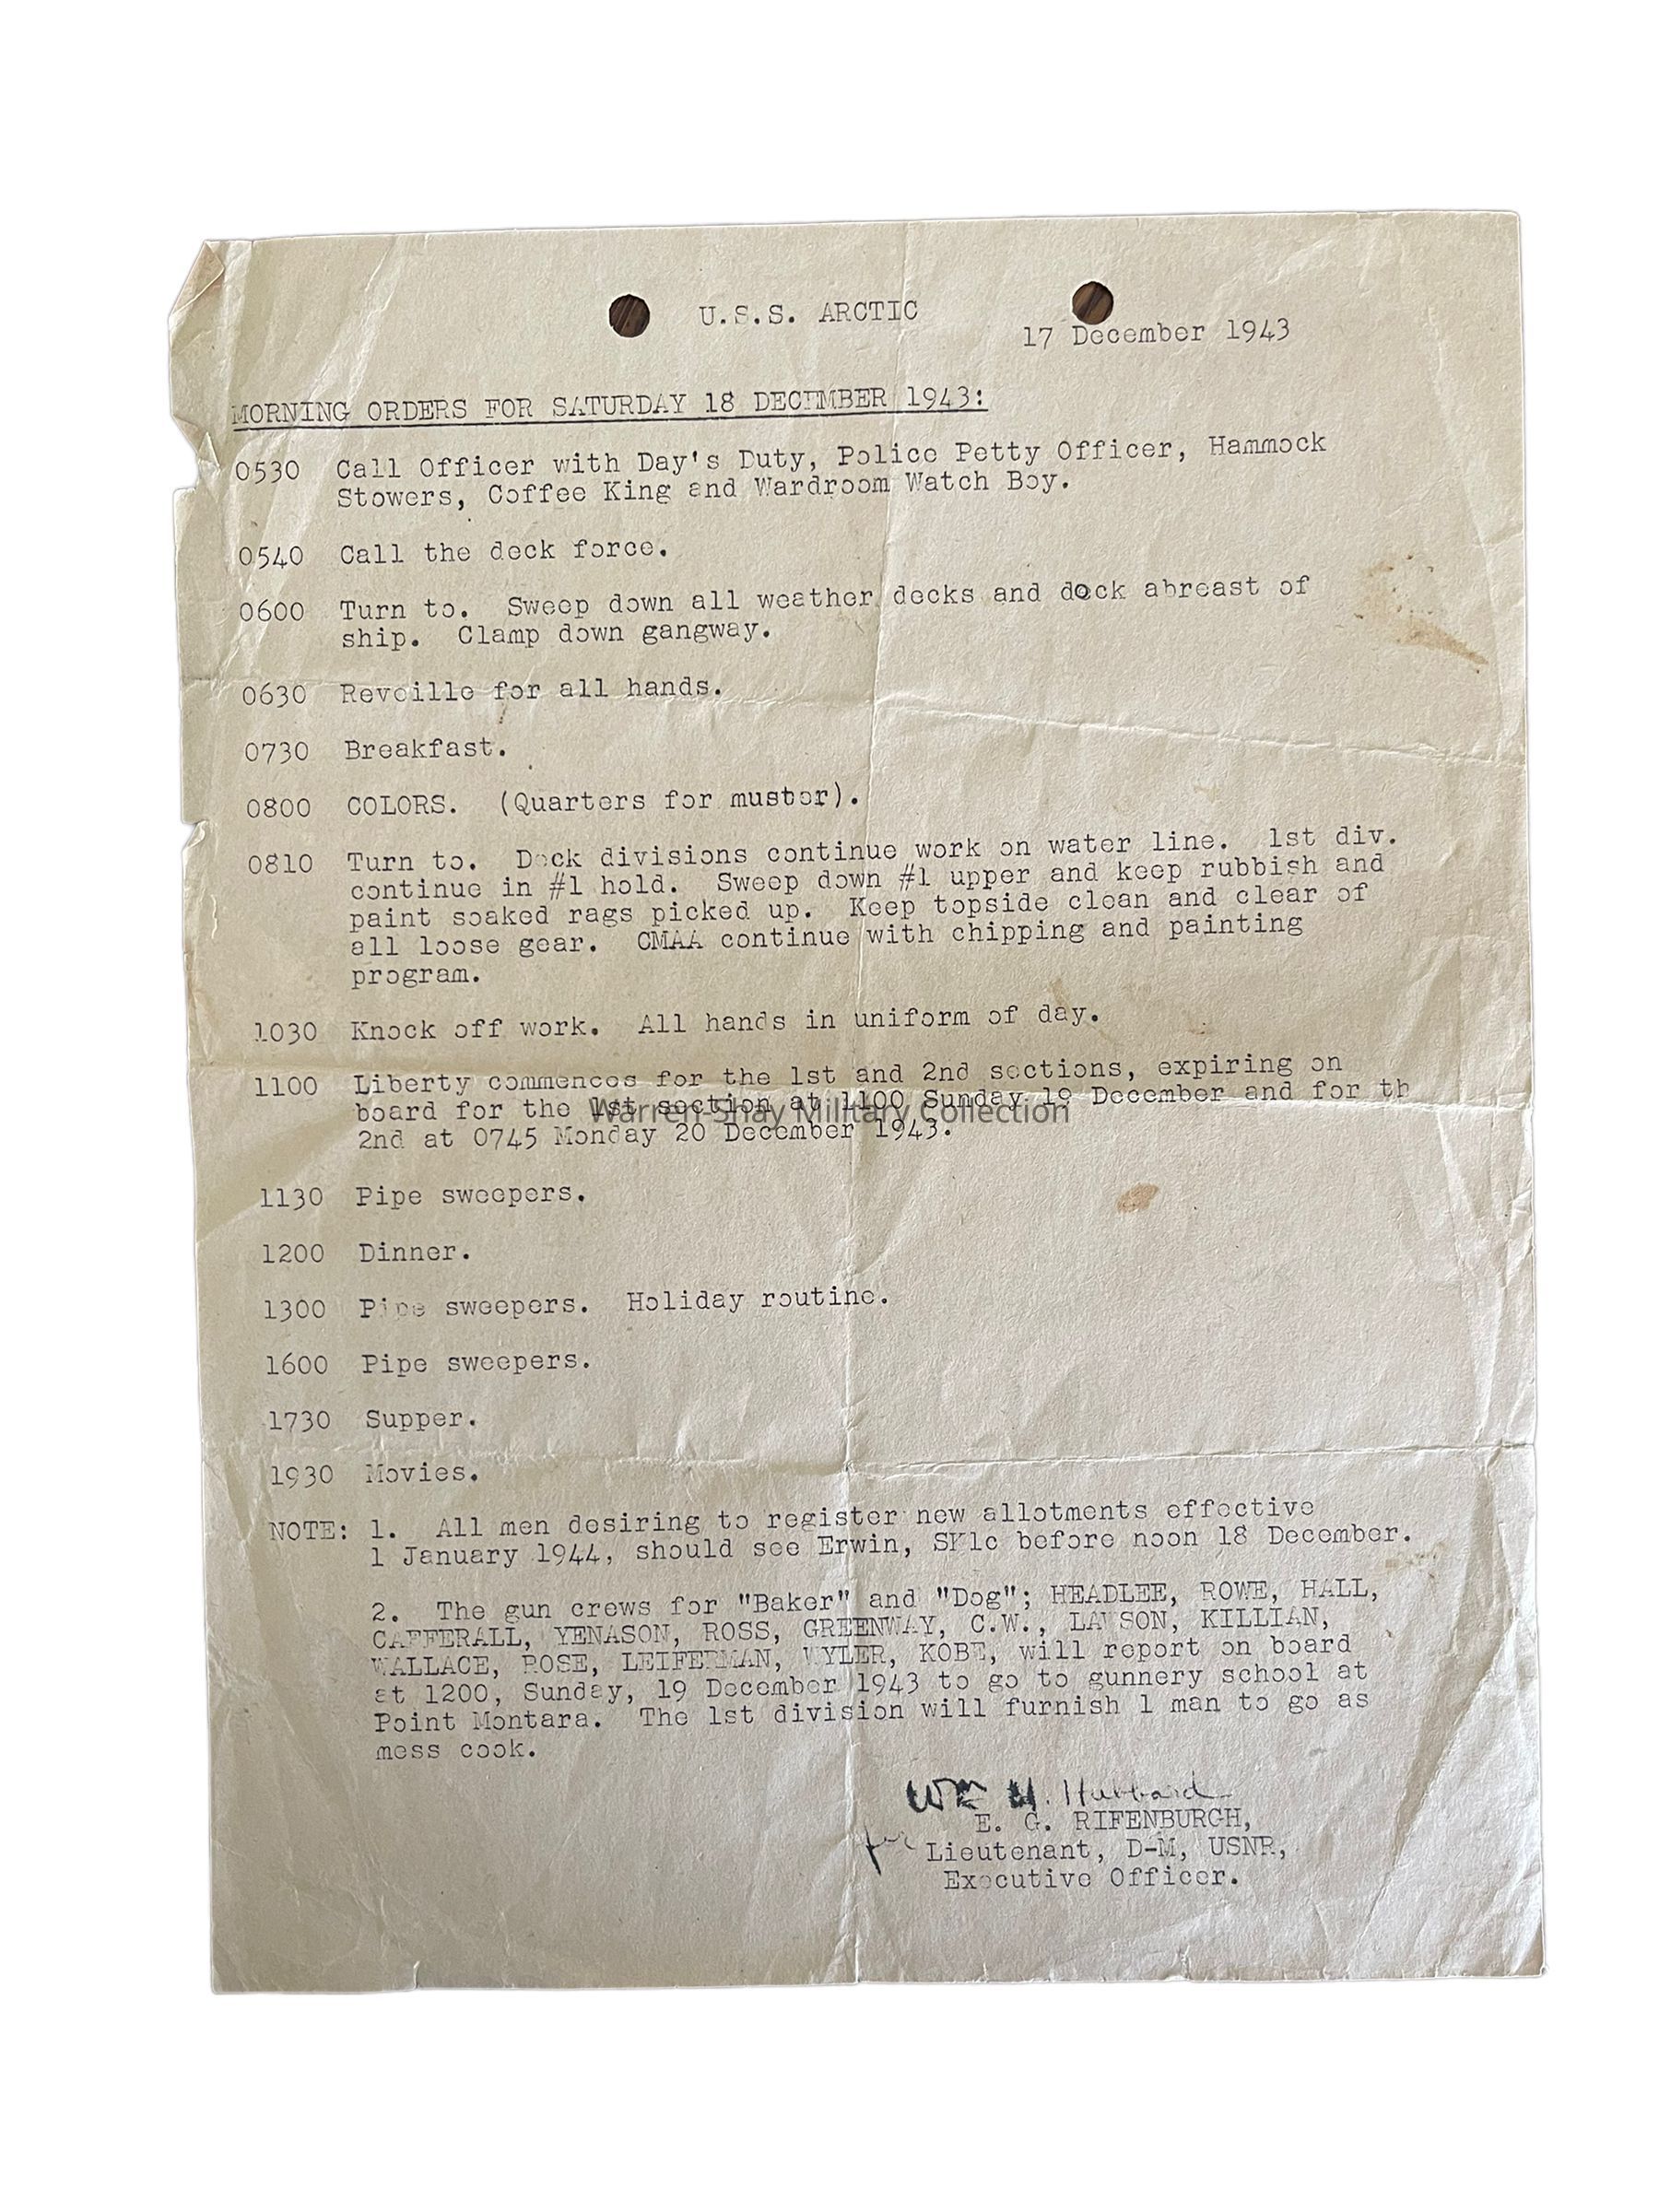 U.S.S. ARCTIC
17 December 1943
MORNING ORDERS FOR SATURDAY 18 DECEMBER 1943:
0530 Call Officer with Day's Duty, Police Petty Officer, Hammock
Stowers, Coffee King and Wardroom Watch Boy.
0540 Call the deck force.
0600 Turn to. Sweep down all weather decks and dock abreast of
ship. Clamp down gangway.
0630 Reveille for all hands.
0730 Breakfast.
0800 COLORS. (Quarters for muster).
0810 Turn to. Deck divisions continue work on water line. 1st div.
continue in #1 hold. Sweep down #1 upper and keep rubbish and
paint soaked rags picked up. Keep topside clean and clear of
all loose gear. CMAA continue with chipping and painting
program.
1030 Knock off work. All hands in uniform of day.
1100 Liberty commences for the 1st and 2nd sections, expiring on
board for the 1st section at 1100 Sunday 19 December and for th
Warren-Shay Military Collection
2nd at 0745 Monday 20 December 1943.
1130 Pipe sweepers.
1200 Dinner.
1300 Pipe sweepers. Holiday routine.
1600 Pipe sweepers.
1730 Supper.
1930 Movies.
NOTE: 1. All men desiring to register new allotments effective
1 January 1944, should see Erwin, SK1c before noon 18 December.
2. The gun crews for "Baker" and "Dog"; HEADLEE, ROWE, HALL,
CAFFERALL, YENASON, ROSS, GREENWAY, C.W., LAWSON, KILLIAN,
WALLACE, ROSE, LEIFERMAN, WYLER, KOBE, will report on board
at 1200, Sunday, 19 December 1943 to go to gunnery school at
Point Montara. The 1st division will furnish 1 man to go as
mess cook.
Wm H. Hubbard
E. G. RIFENBURGH,
for Lieutenant, D-M, USNR,
Executive Officer.